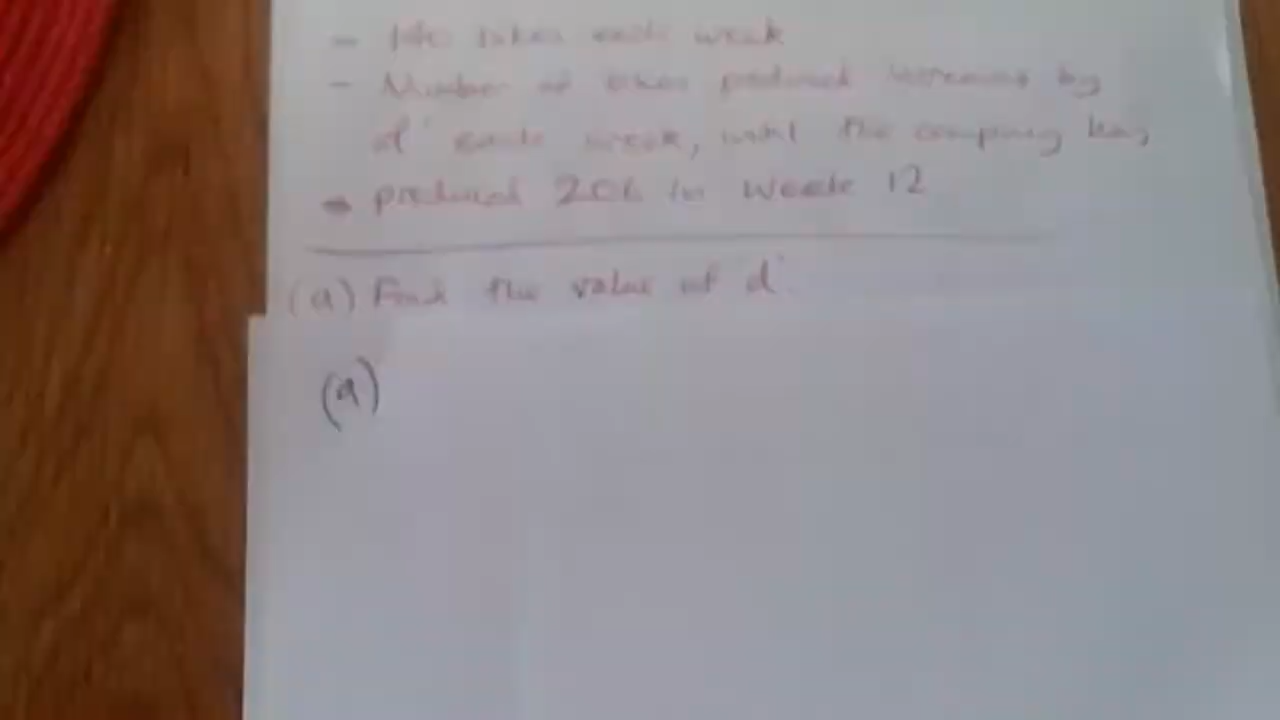 - 140 bikes each week
- Number of bikes produced increases by
d each week, until the company has
produced 206 in week 12
(a) Find the value of 'd'
(a)